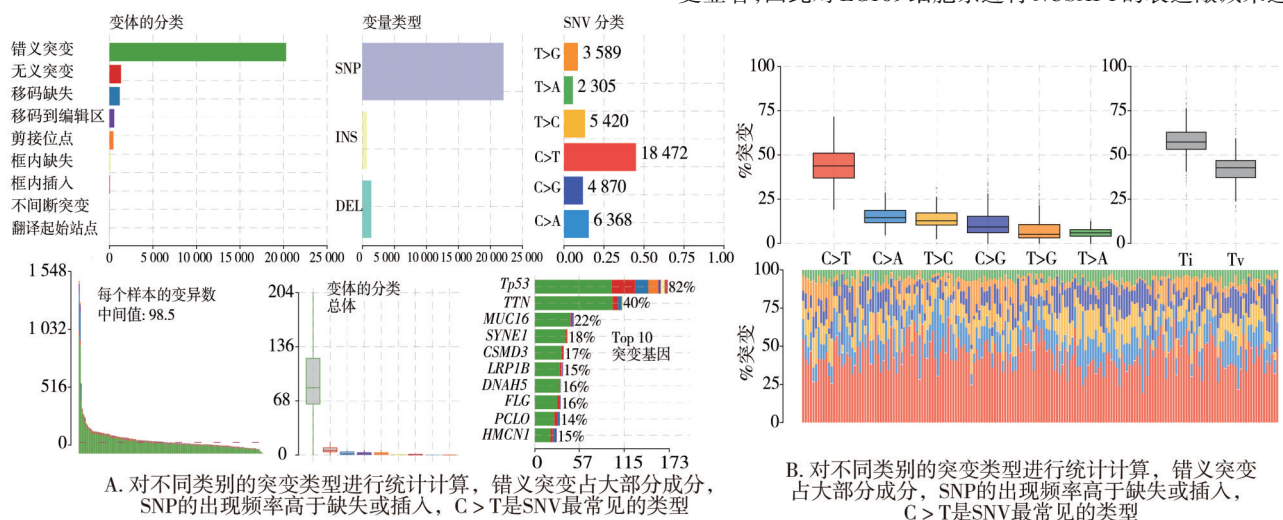 变体的分类
错义突变
无义突变
移码缺失
移码到编辑区
剪接位点
框内缺失
框内插入
不间断突变
翻译起始站点
0 5 000 10 000 15 000 20 000 25 000
变量类型
SNP
INS
DEL
0 5 000 10 000 15 000 20 000 25 000
SNV 分类
T>G 3 589
T>A 2 305
T>C 5 420
C>T 18 472
C>G 4 870
C>A 6 368
0.00 0.25 0.50 0.75 1.00
1 548
1 032
516
0
每个样本的变异数
中间值: 98.5
变体的分类
总体
204
136
68
0
Tp53 82%
TTN 40%
MUC16 22%
SYNE1 18%
CSMD3 17%
LRP1B 15%
DNAH5 16%
FLG 16%
PCLO 14%
HMCN1 15%
Top 10
突变基因
0 57 115 173
A. 对不同类别的突变类型进行统计计算，错义突变占大部分成分，
SNP的出现频率高于缺失或插入，C > T是SNV最常见的类型
%突变
100
75
50
25
0
C>T C>A T>C C>G T>G T>A
100
75
50
25
0
Ti Tv
%突变
100
75
50
25
0
B. 对不同类别的突变类型进行统计计算，错义突变
占大部分成分，SNP的出现频率高于缺失或插入，
C > T是SNV最常见的类型